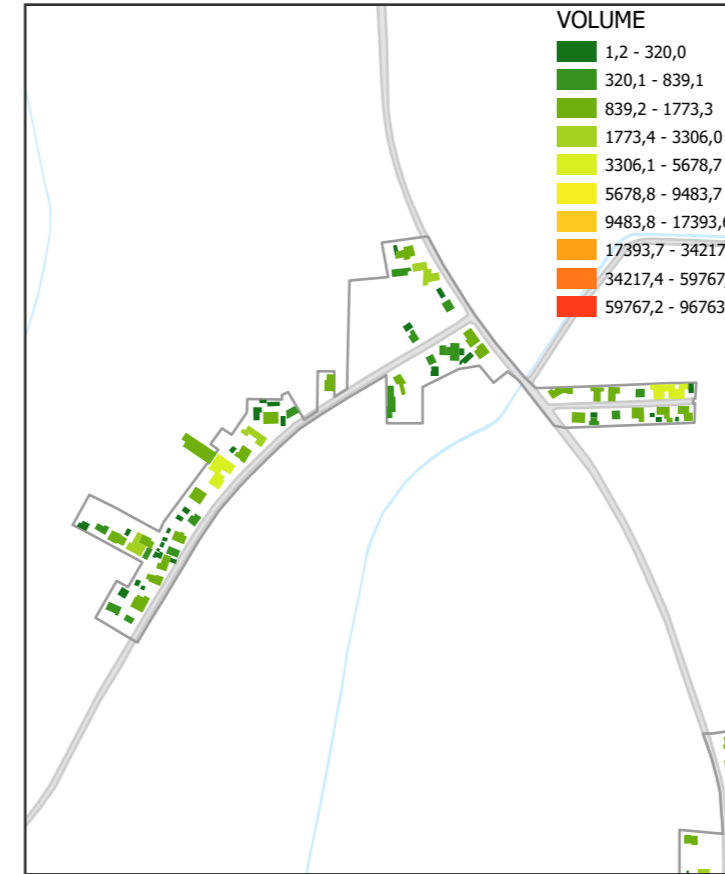 VOLUME
1,2 - 320,0
320,1 - 839,1
839,2 - 1773,3
1773,4 - 3306,0
3306,1 - 5678,7
5678,8 - 9483,7
9483,8 - 17393,6
17393,7 - 34217,
34217,4 - 59767,
59767,2 - 96763